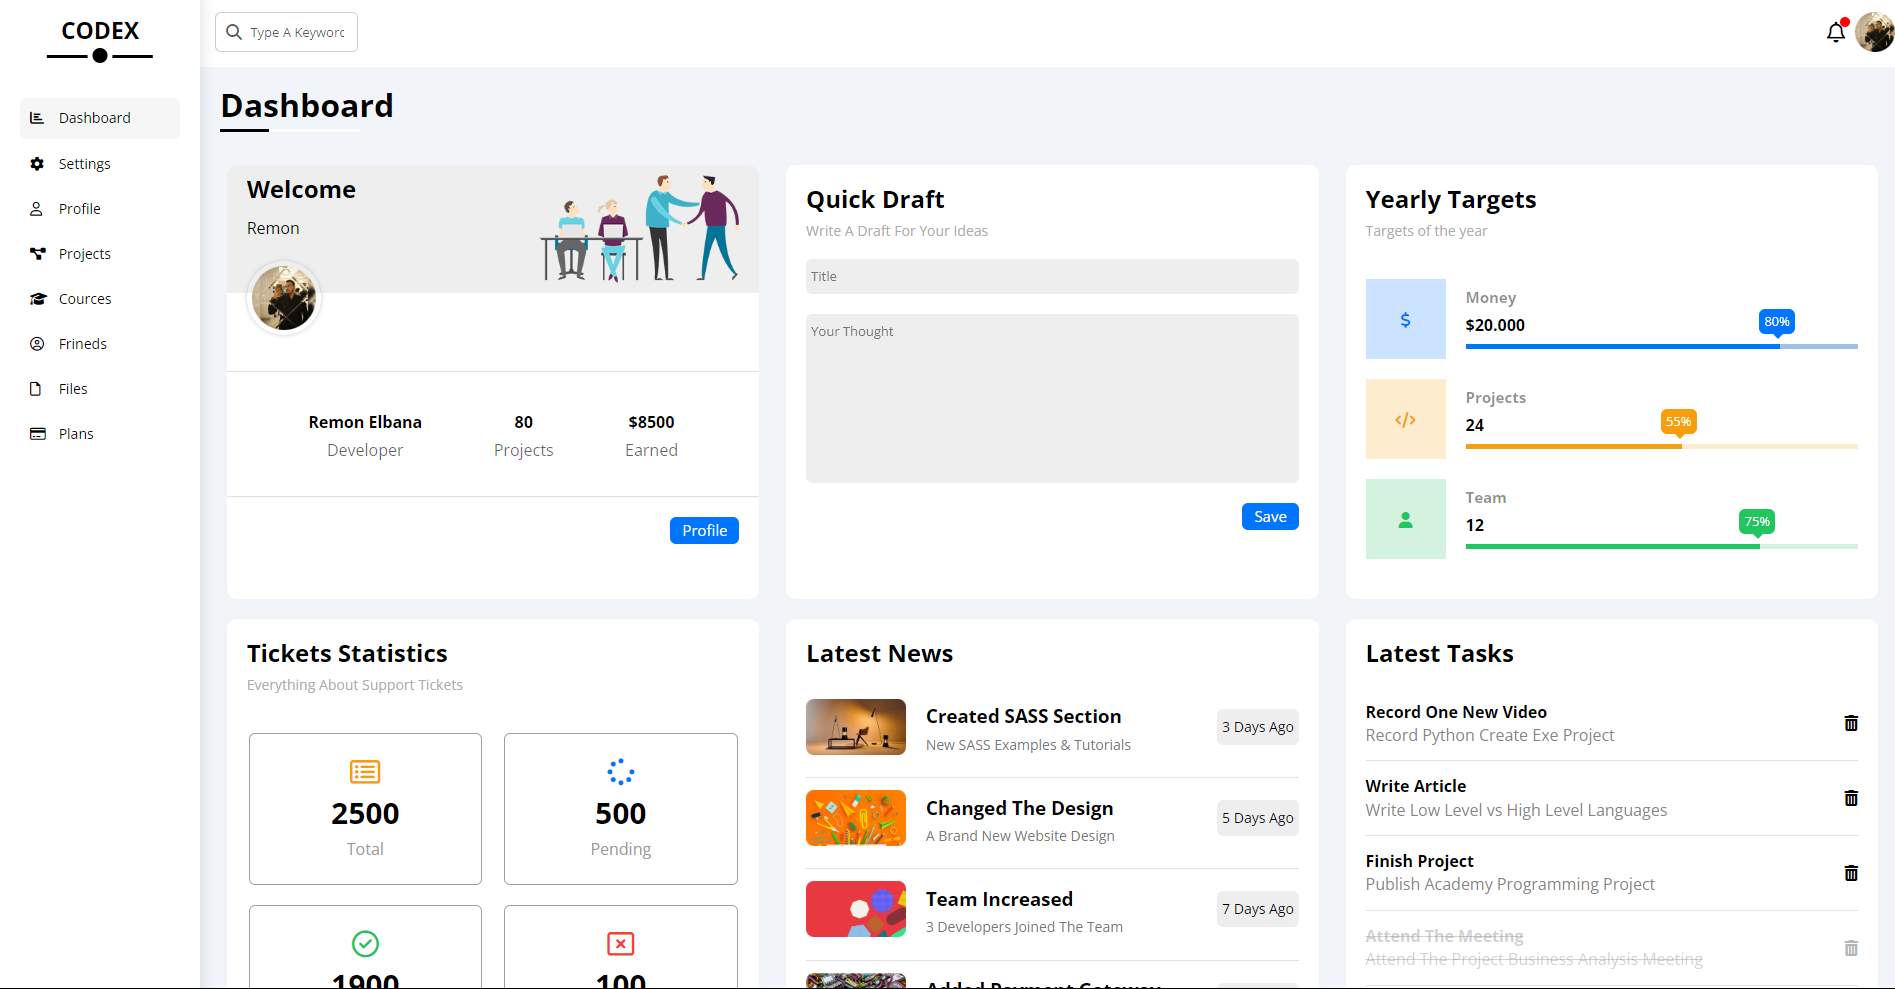 CODEX
Type A Keyword
Dashboard
Settings
Profile
Projects
Cources
Frineds
Files
Plans
Dashboard
Welcome
Remon
Remon Elbana
Developer
80
Projects
$8500
Earned
Profile
Quick Draft
Write A Draft For Your Ideas
Title
Your Thought
Save
Yearly Targets
Targets of the year
Money
$20.000
80%
Projects
24
55%
Team
12
75%
Tickets Statistics
Everything About Support Tickets
2500
Total
500
Pending
1900
100
Latest News
Created SASS Section
New SASS Examples & Tutorials
3 Days Ago
Changed The Design
A Brand New Website Design
5 Days Ago
Team Increased
3 Developers Joined The Team
7 Days Ago
Added Payment Gateway
Latest Tasks
Record One New Video
Record Python Create Exe Project
Write Article
Write Low Level vs High Level Languages
Finish Project
Publish Academy Programming Project
Attend The Meeting
Attend The Project Business Analysis Meeting